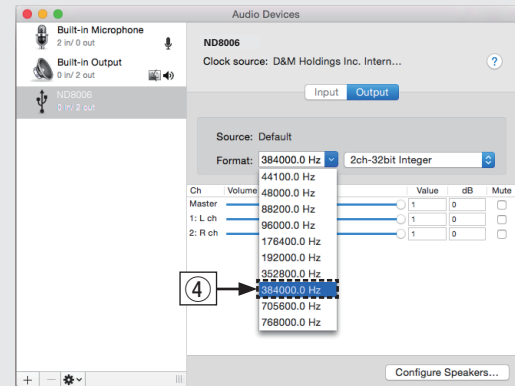 Audio Devices
Built-in Microphone
2 in/ 0 out
Built-in Output
0 in/ 2 out
ND8006
0 in/ 2 out
ND8006
Clock source: D&M Holdings Inc. Intern...
?
Input Output
Source: Default
Format: 384000.0 Hz 2ch-32bit Integer
44100.0 Hz
48000.0 Hz
88200.0 Hz
96000.0 Hz
176400.0 Hz
192000.0 Hz
352800.0 Hz
384000.0 Hz
705600.0 Hz
768000.0 Hz
Ch Volume Value dB Mute
Master 1 0
1: L ch 1 0
2: R ch 1 0
④
+ −
Configure Speakers...